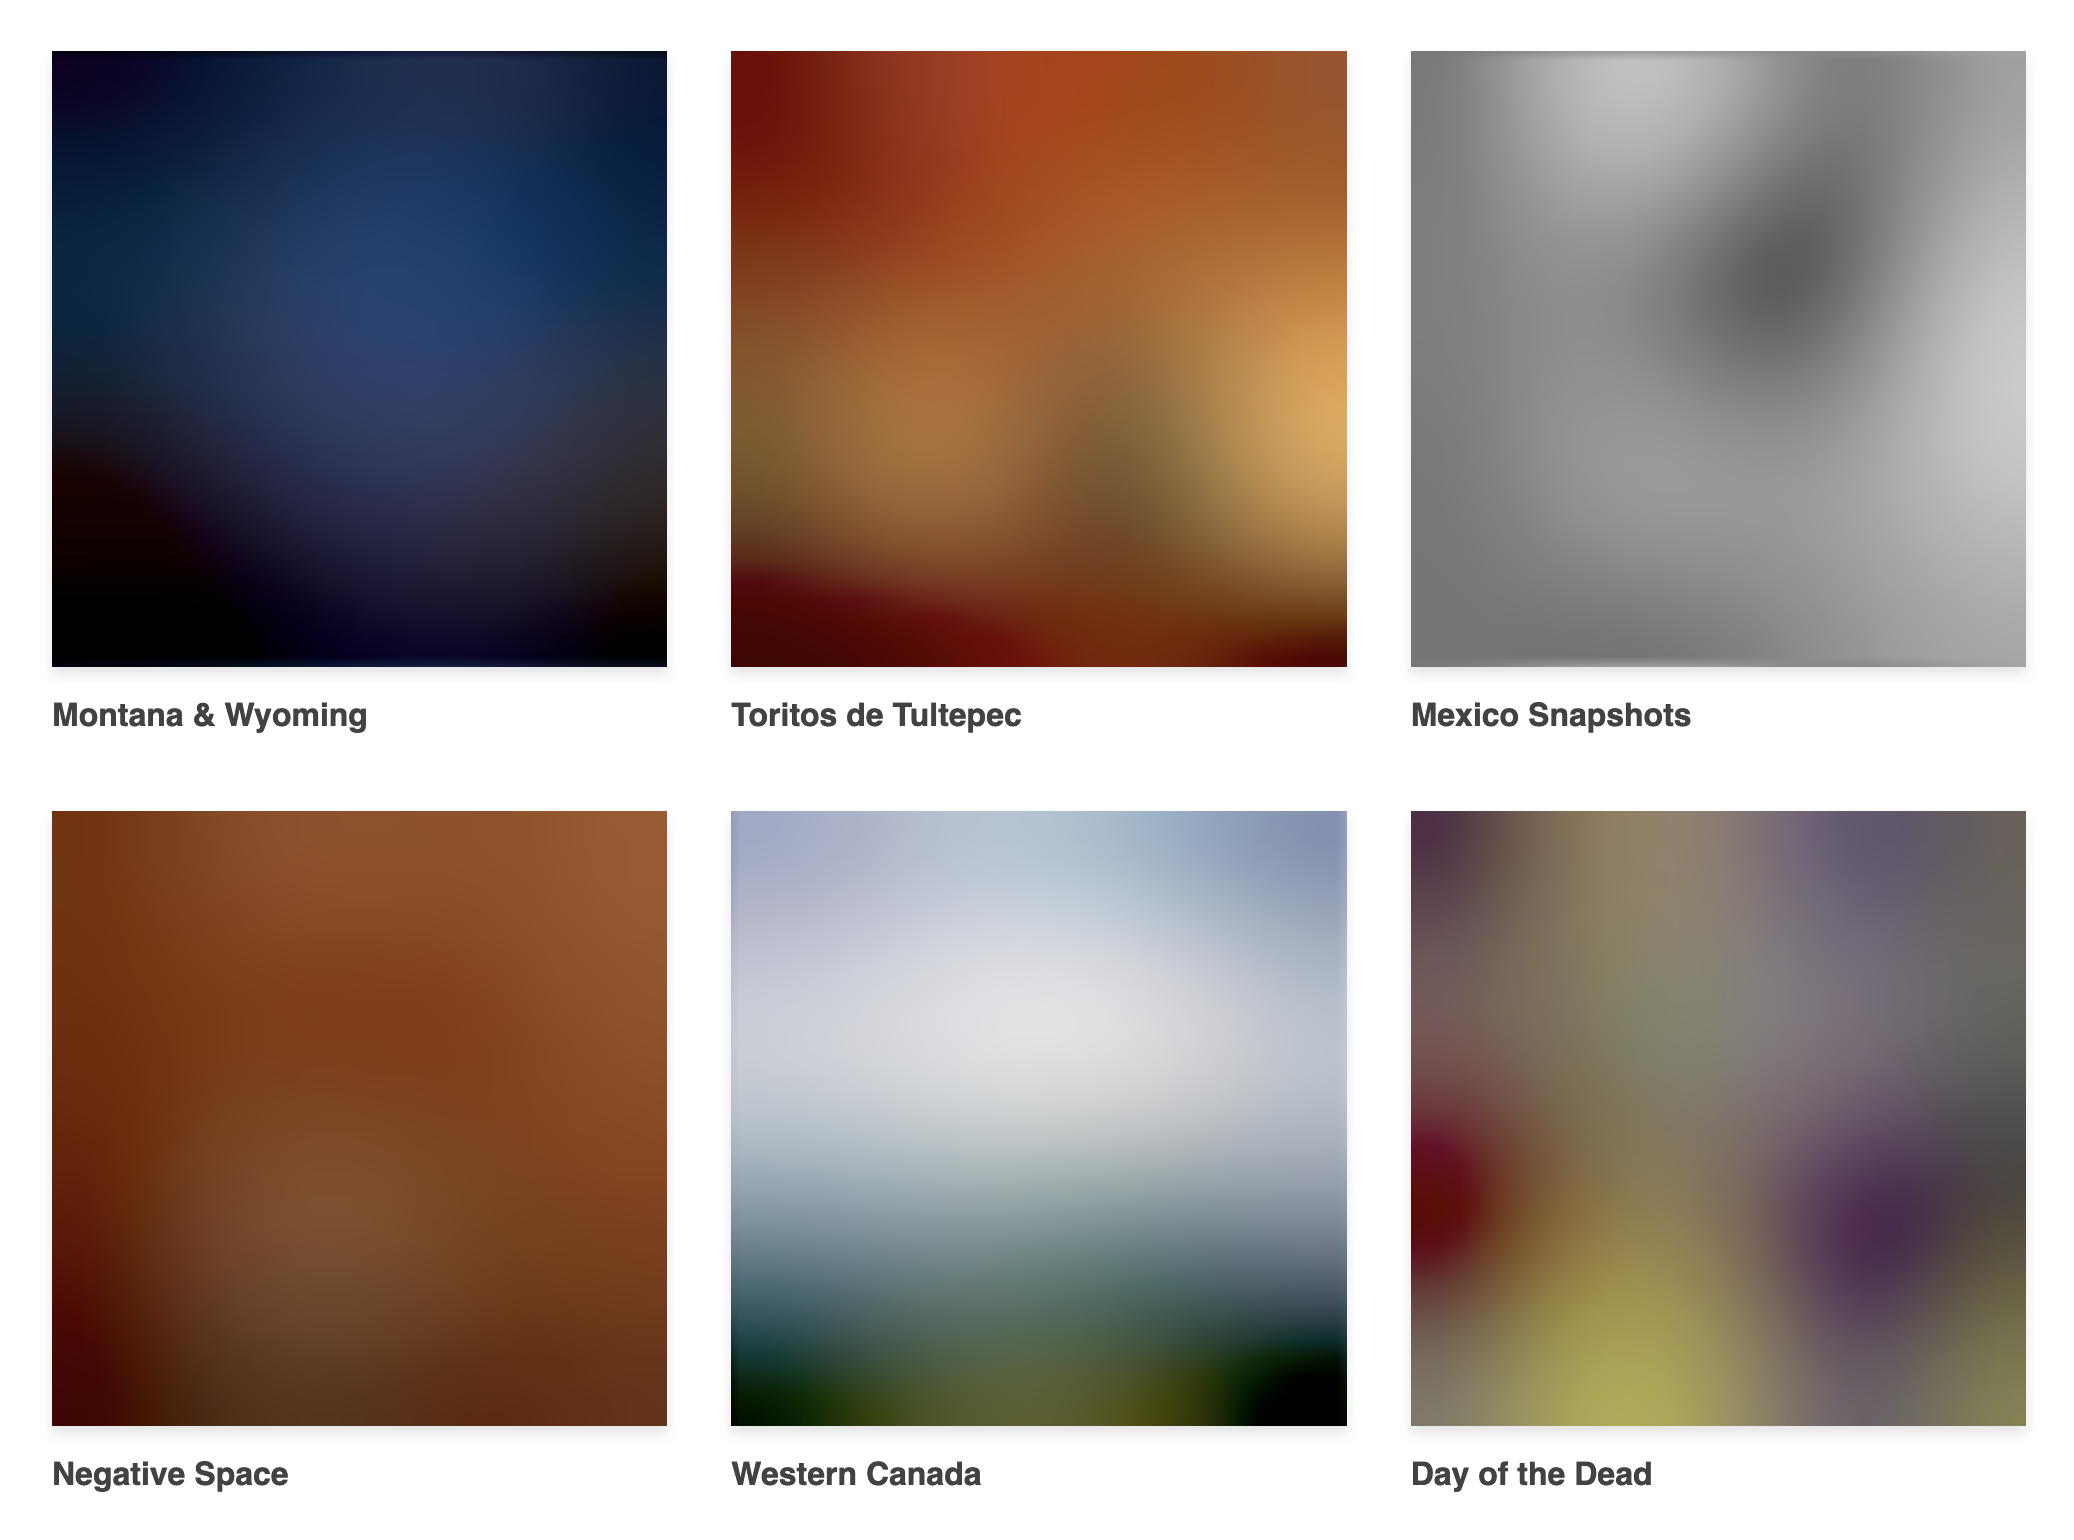 Montana & Wyoming
Toritos de Tultepec
Mexico Snapshots
Negative Space
Western Canada
Day of the Dead